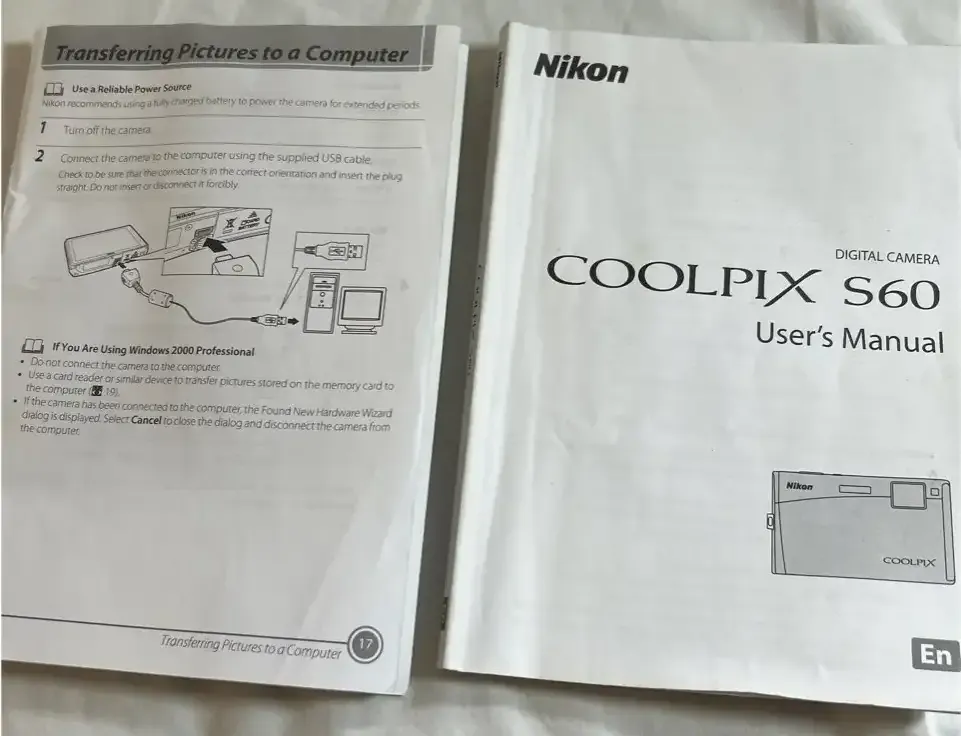 Transferring Pictures to a Computer
Use a Reliable Power Source
Nikon recommends using a fully charged battery to power the camera for extended periods.
1 Turn off the camera.
2 Connect the camera to the computer using the supplied USB cable.
Check to be sure that the connector is in the correct orientation and insert the plug
straight. Do not insert or disconnect it forcibly.
Nikon
If You Are Using Windows 2000 Professional
• Do not connect the camera to the computer.
• Use a card reader or similar device to transfer pictures stored on the memory card to
the computer (19).
• If the camera has been connected to the computer, the Found New Hardware Wizard
dialog is displayed. Select Cancel to close the dialog and disconnect the camera from
the computer.
Transferring Pictures to a Computer 17
Nikon
DIGITAL CAMERA
COOLPIX S60
User's Manual
Nikon
COOLPIX
En